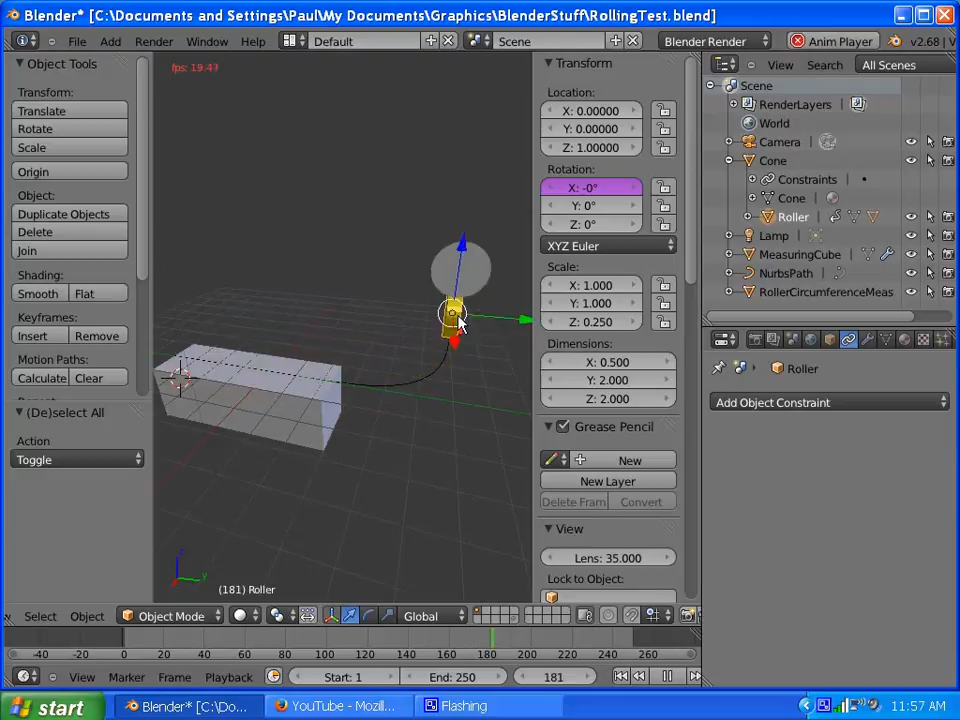 Blender* [C:\Documents and Settings\Paul\My Documents\Graphics\BlenderStuff\RollingTest.blend]
File Add Render Window Help Default Scene Blender Render Anim Player v2.68
View Search All Scenes
fps: 19.47
Object Tools
Transform:
Translate
Rotate
Scale
Origin
Object:
Duplicate Objects
Delete
Join
Shading:
Smooth Flat
Keyframes:
Insert Remove
Motion Paths:
Calculate Clear
(De)select All
Action
Toggle
(181) Roller
Transform
Location:
X: 0.00000
Y: 0.00000
Z: 1.00000
Rotation:
X: -0°
Y: 0°
Z: 0°
XYZ Euler
Scale:
X: 1.000
Y: 1.000
Z: 0.250
Dimensions:
X: 0.500
Y: 2.000
Z: 2.000
Grease Pencil
New
New Layer
Delete Fram Convert
View
Lens: 35.000
Lock to Object:
Scene
RenderLayers
World
Camera
Cone
Constraints
Cone
Roller
Lamp
MeasuringCube
NurbsPath
RollerCircumferenceMeas
Roller
Add Object Constraint
Select Object Object Mode Global
-40 -20 0 20 40 60 80 100 120 140 160 180 200 220 240 260 280
View Marker Frame Playback Start: 1 End: 250 181
start Blender* [C:\Do... YouTube - Mozil... Flashing 11:57 AM